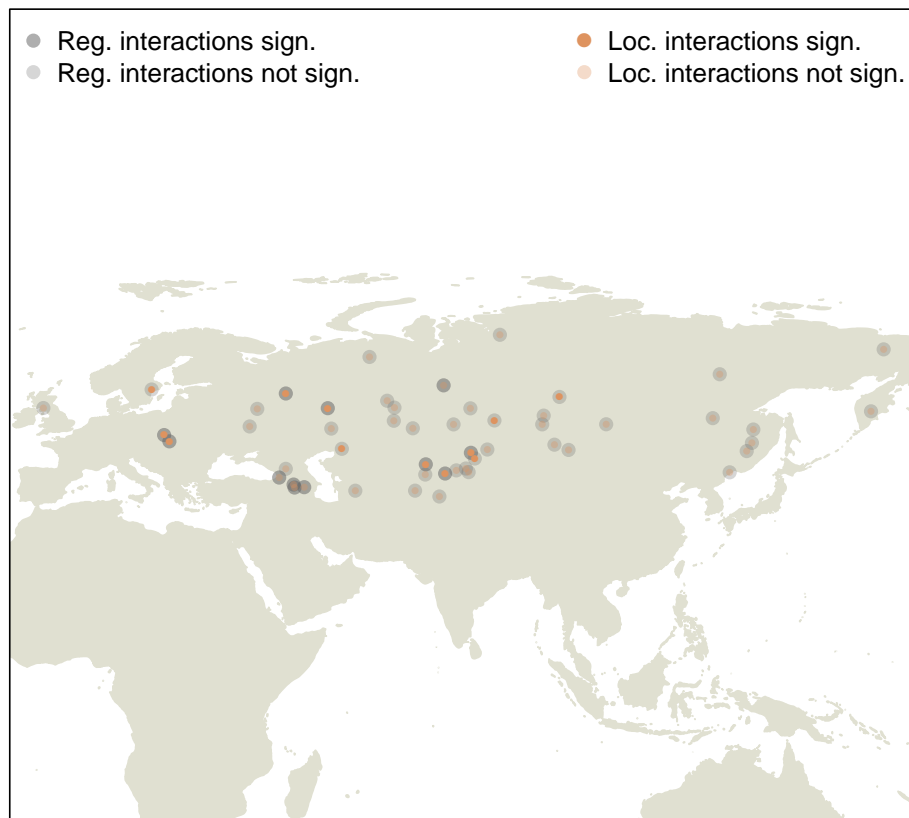 Reg. interactions sign.
Reg. interactions not sign.
Loc. interactions sign.
Loc. interactions not sign.